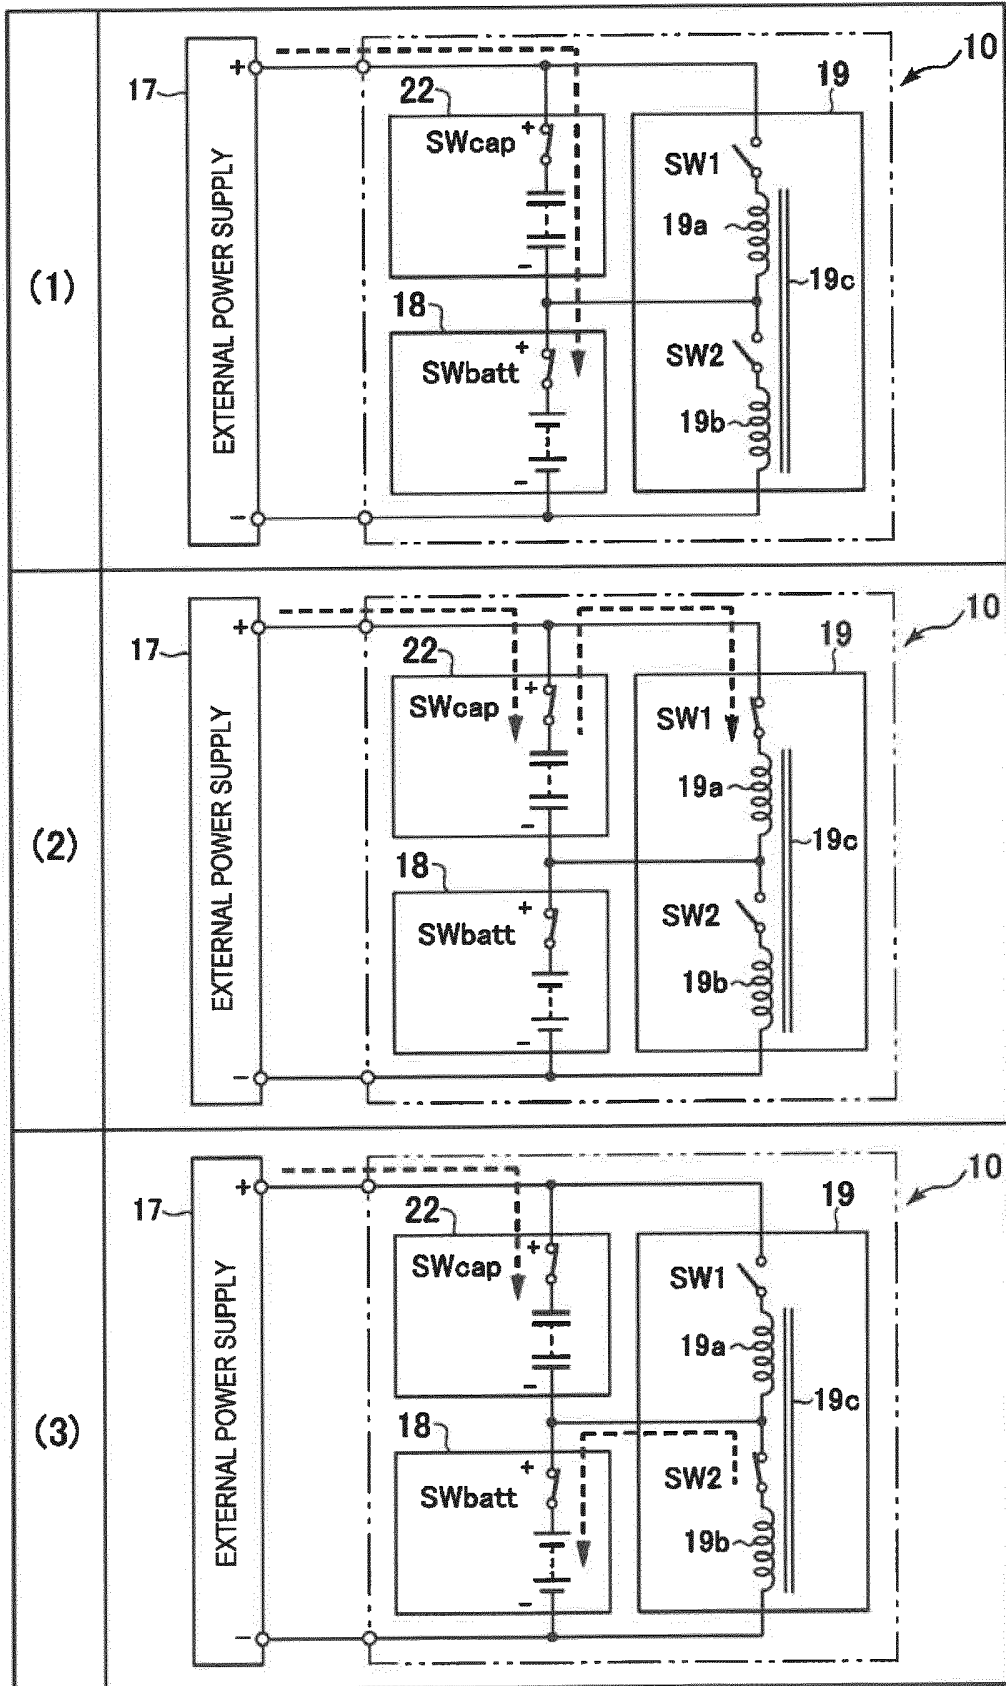 (1)
17
EXTERNAL POWER SUPPLY
+
−
10
22
SWcap
+
−
18
SWbatt
+
−
19
SW1
19a
19c
SW2
19b
(2)
17
EXTERNAL POWER SUPPLY
+
−
10
22
SWcap
+
−
18
SWbatt
+
−
19
SW1
19a
19c
SW2
19b
(3)
17
EXTERNAL POWER SUPPLY
+
−
10
22
SWcap
+
−
18
SWbatt
+
−
19
SW1
19a
19c
SW2
19b